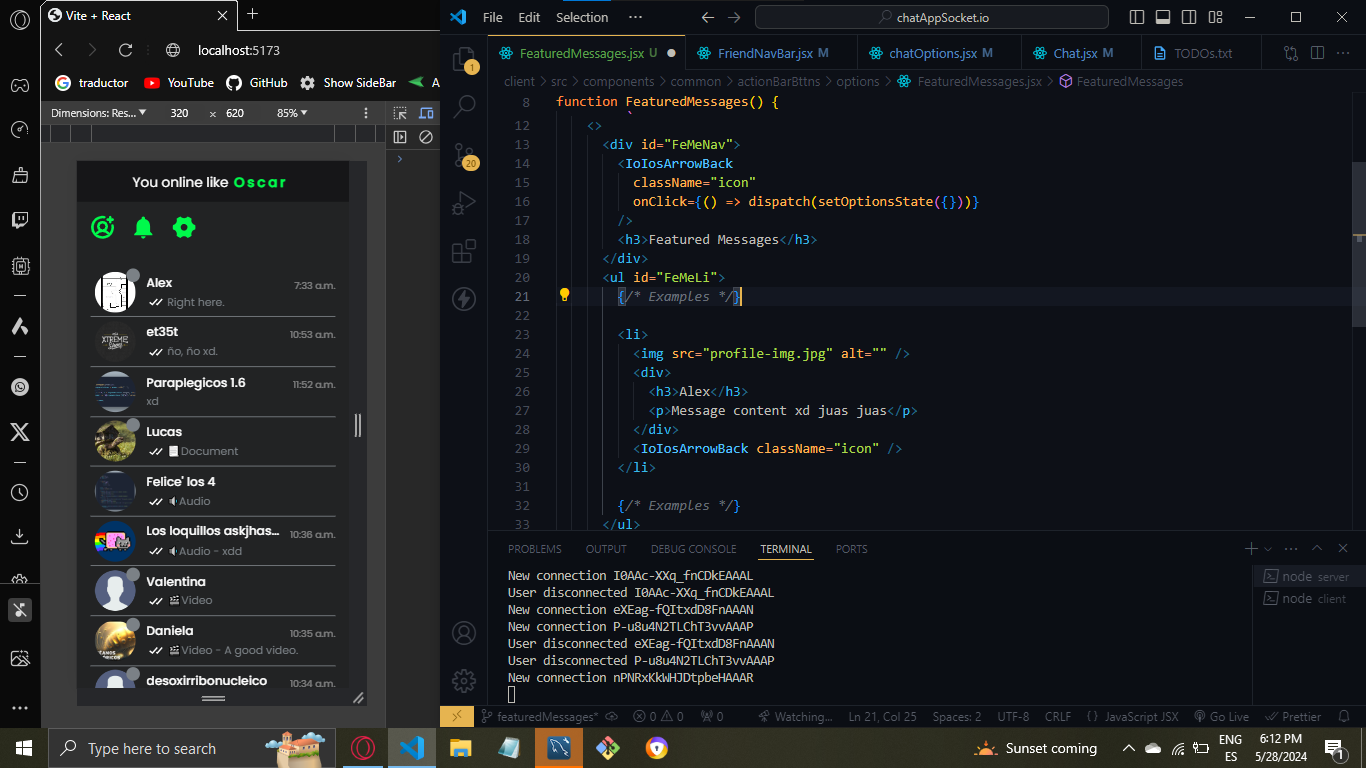 Vite + React
localhost:5173
traductor
YouTube
GitHub
Show SideBar
A
Dimensions: Res...
320
x
620
85%
You online like Oscar
Alex
7:33 a.m.
Right here.
et35t
10:53 a.m.
ño, ño xd.
Paraplegicos 1.6
11:52 a.m.
xd
Lucas
Document
Felice' los 4
Audio
Los loquillos askjhas...
10:36 a.m.
Audio - xdd
Valentina
Video
Daniela
10:35 a.m.
Video - A good video.
desoxirribonucleico
10:34 a.m.
File
Edit
Selection
chatAppSocket.io
1
20
FeaturedMessages.jsx U
FriendNavBar.jsx M
chatOptions.jsx M
Chat.jsx M
TODOs.txt
client > src > components > common > actionBarBttns > options > FeaturedMessages.jsx > FeaturedMessages
8 function FeaturedMessages() {
12 <>
13 <div id="FeMeNav">
14 <IoIosArrowBack
15 className="icon"
16 onClick={() => dispatch(setOptionsState({}))}
17 />
18 <h3>Featured Messages</h3>
19 </div>
20 <ul id="FeMeLi">
21 {/* Examples */}
22
23 <li>
24 <img src="profile-img.jpg" alt="" />
25 <div>
26 <h3>Alex</h3>
27 <p>Message content xd juas juas</p>
28 </div>
29 <IoIosArrowBack className="icon" />
30 </li>
31
32 {/* Examples */}
33 </ul>
PROBLEMS
OUTPUT
DEBUG CONSOLE
TERMINAL
PORTS
New connection I0AAc-XXq_fnCDkEAAAL
User disconnected I0AAc-XXq_fnCDkEAAAL
New connection eXEag-fQItxdD8FnAAAN
New connection P-u8u4N2TLChT3vvAAAP
User disconnected eXEag-fQItxdD8FnAAAN
User disconnected P-u8u4N2TLChT3vvAAAP
New connection nPNRxKkWHJDtpbeHAAAR
node server
node client
featuredMessages*
0
0
0
Watching...
Ln 21, Col 25
Spaces: 2
UTF-8
CRLF
JavaScript JSX
Go Live
Prettier
Type here to search
Sunset coming
ENG
ES
6:12 PM
5/28/2024
1